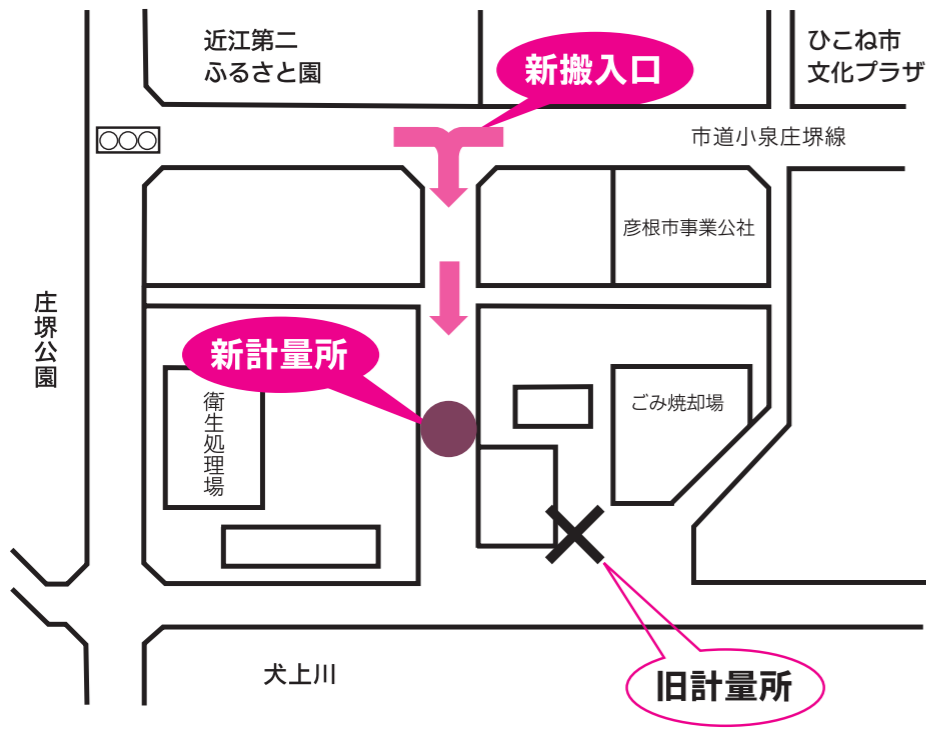 近江第二
ふるさと園
新搬入口
ひこね市
文化プラザ
市道小泉庄堺線
彦根市事業公社
庄堺公園
新計量所
衛生処理場
ごみ焼却場
犬上川
旧計量所